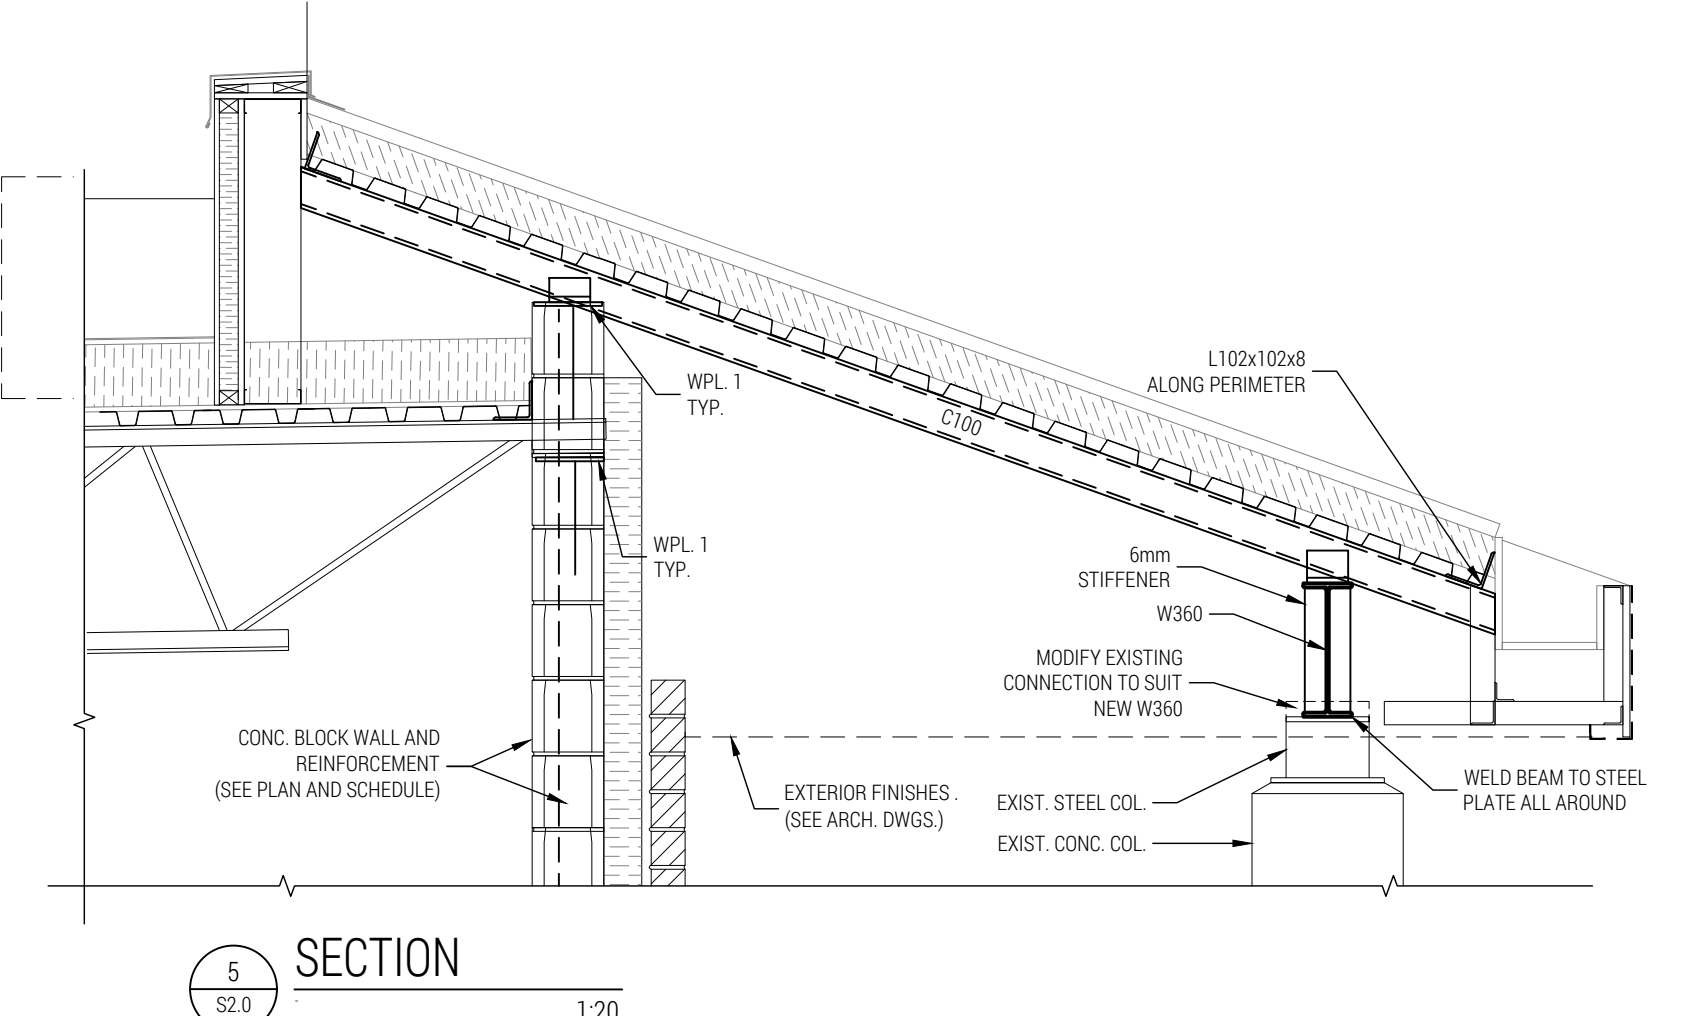 L102x102x8
ALONG PERIMETER
WPL. 1
TYP.
C100
WPL. 1
TYP.
6mm
STIFFENER
W360
MODIFY EXISTING
CONNECTION TO SUIT
NEW W360
CONC. BLOCK WALL AND
REINFORCEMENT
(SEE PLAN AND SCHEDULE)
EXTERIOR FINISHES .
(SEE ARCH. DWGS.)
EXIST. STEEL COL.
EXIST. CONC. COL.
WELD BEAM TO STEEL
PLATE ALL AROUND
5
S2.0
SECTION
-
1:20